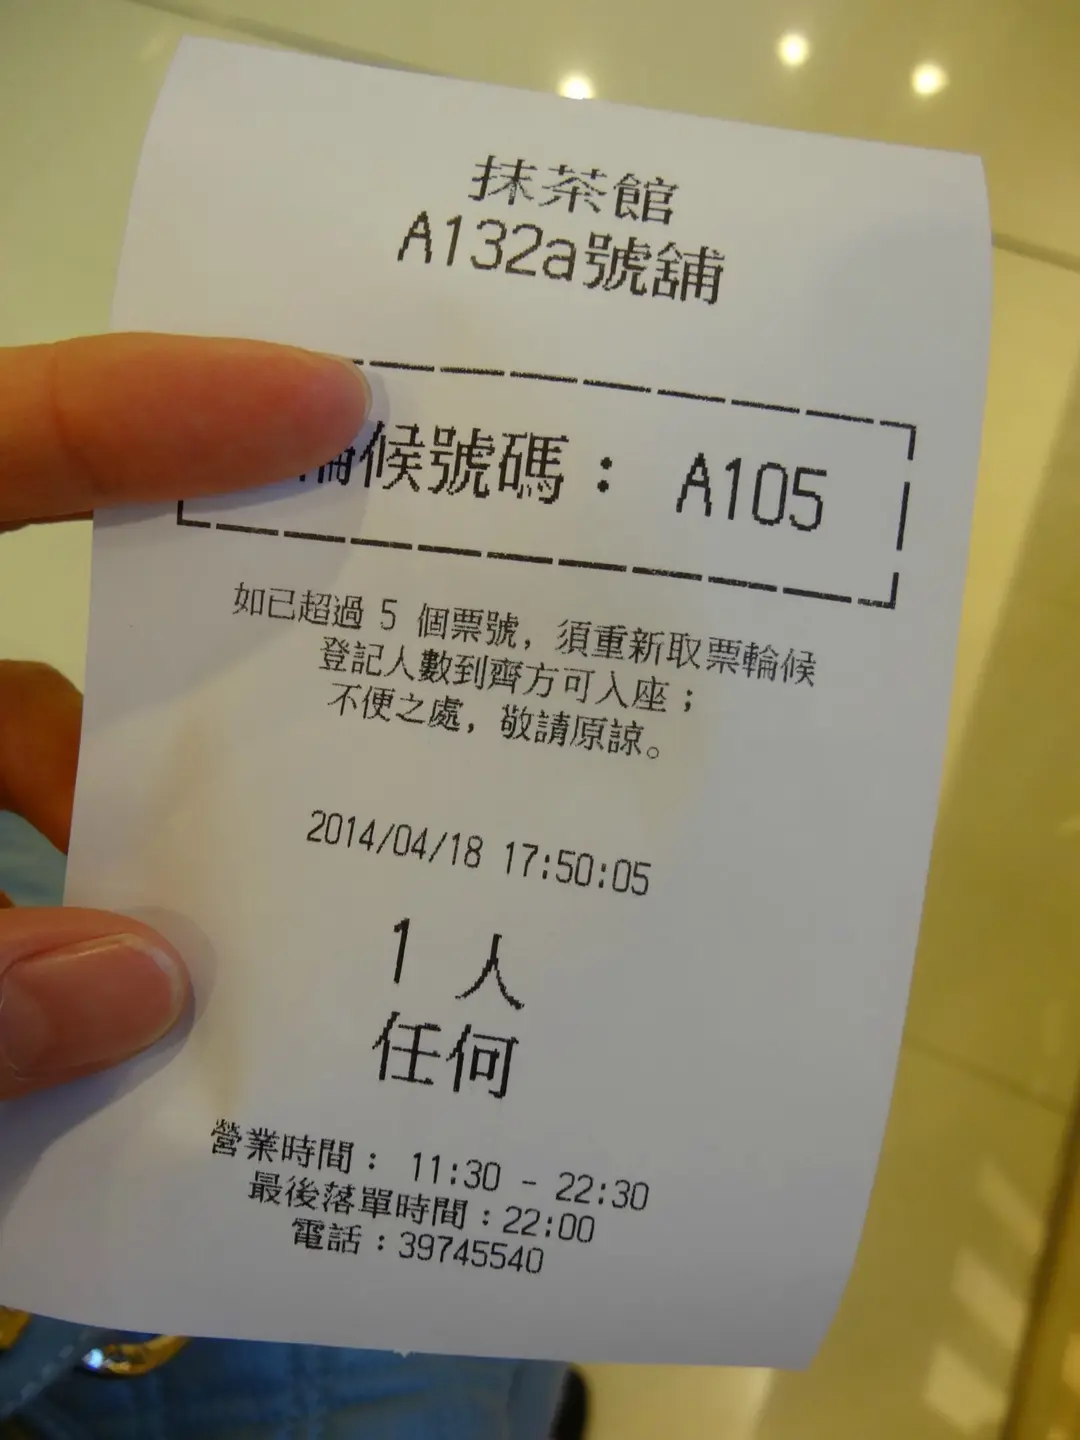 抹茶館
A132a號舖
輪候號碼： A105
如已超過 5 個票號，須重新取票輪候
登記人數到齊方可入座；
不便之處，敬請原諒。
2014/04/18 17:50:05
1 人
任何
營業時間： 11:30 - 22:30
最後落單時間：22:00
電話：39745540